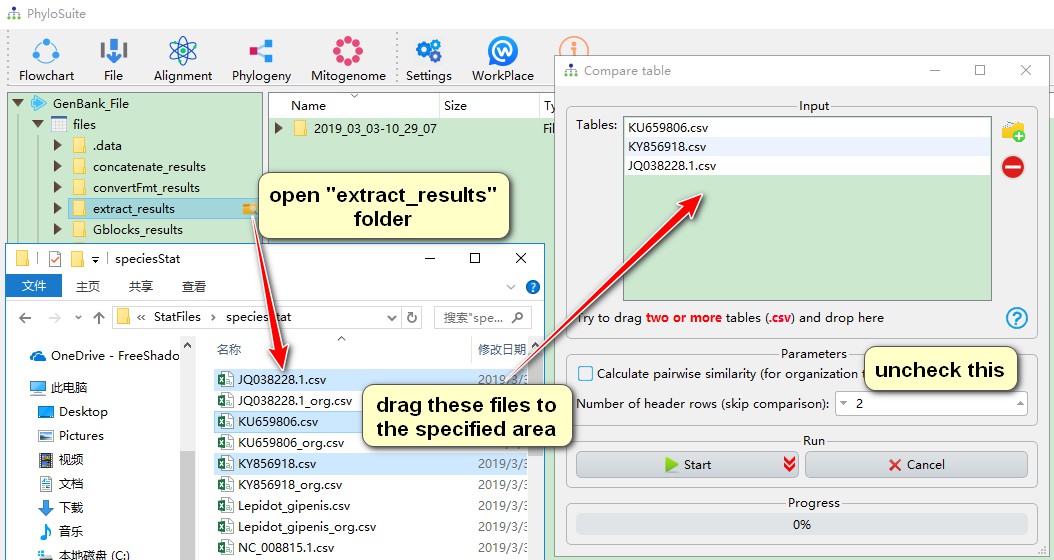 PhyloSuite
Flowchart
File
Alignment
Phylogeny
Mitogenome
Settings
WorkPlace
GenBank_File
files
.data
concatenate_results
convertFmt_results
extract_results
Gblocks_results
Name
Size
2019_03_03-10_29_07
open "extract_results"
folder
speciesStat
文件
主页
共享
查看
«
StatFiles
搜索"spe...
OneDrive - FreeShado
此电脑
Desktop
Pictures
视频
文档
下载
音乐
本地磁盘 (C:)
名称
修改日期
JQ038228.1.csv
2019/3/3
JQ038228.1_org.csv
KU659806.csv
KU659806_org.csv
KY856918.csv
2019/3/3
KY856918_org.csv
2019/3/3
Lepidot_gipenis.csv
2019/3/3
Lepidot_gipenis_org.csv
2019/3/3
NC_008815.1.csv
2019/3/3
drag these files to
the specified area
Compare table
Input
Tables:
KU659806.csv
KY856918.csv
JQ038228.1.csv
Try to drag two or more tables (.csv) and drop here
Parameters
Calculate pairwise similarity (for organization
uncheck this
Number of header rows (skip comparison):
2
Run
Start
Cancel
Progress
0%